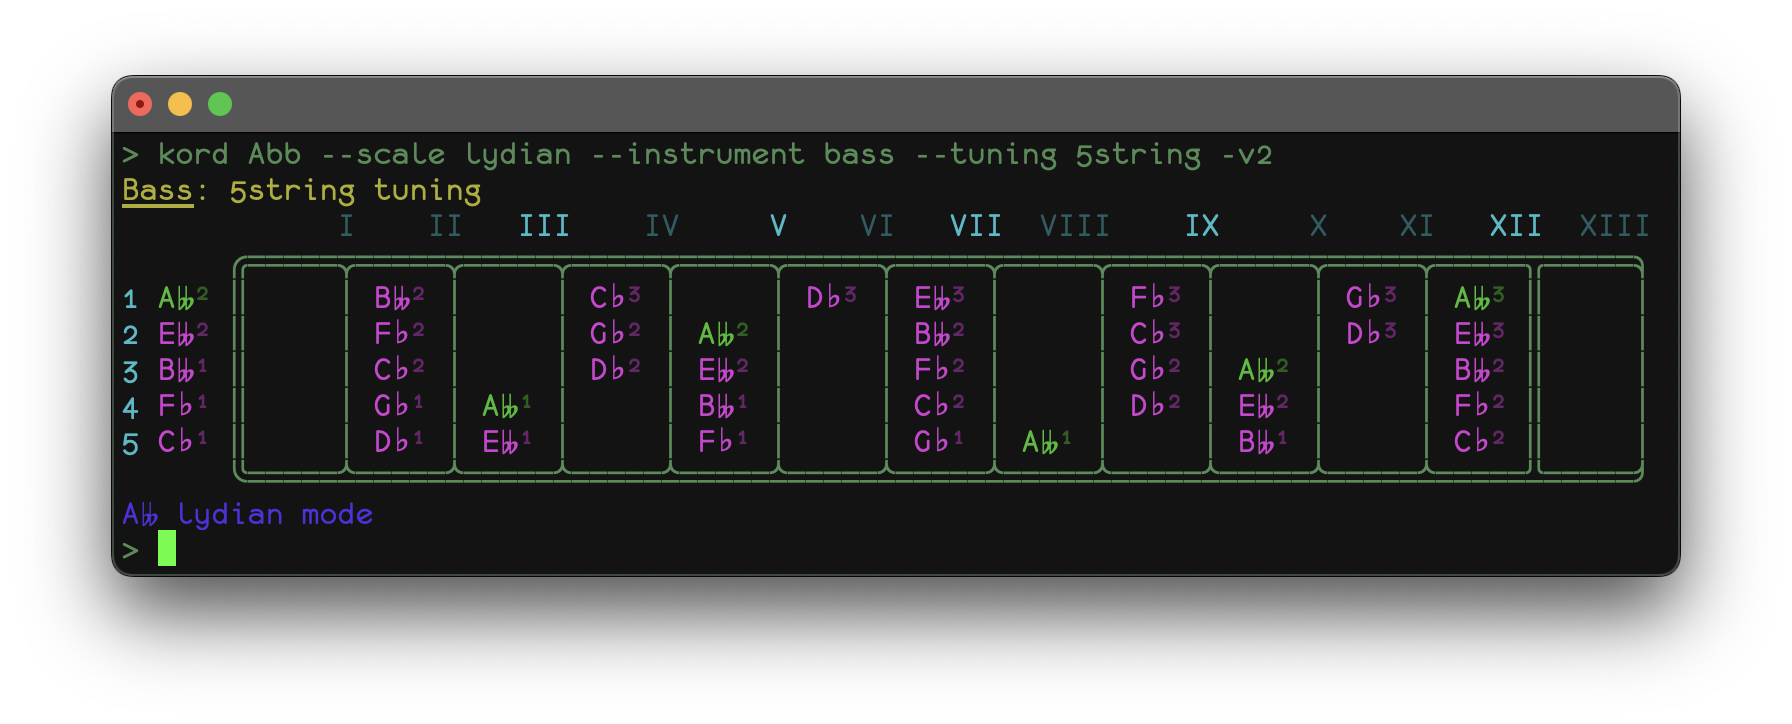 > kord Abb --scale lydian --instrument bass --tuning 5string -v2
Bass: 5string tuning
I II III IV V VI VII VIII IX X XI XII XIII
1 A𝄫² B𝄫² C♭³ D♭³ E𝄫³ F♭³ G♭³ A𝄫³
2 E𝄫² F♭² G♭² A𝄫² B𝄫² C♭³ D♭³ E𝄫³
3 B𝄫¹ C♭² D♭² E𝄫² F♭² G♭² A𝄫² B𝄫²
4 F♭¹ G♭¹ A𝄫¹ B𝄫¹ C♭² D♭² E𝄫² F♭²
5 C♭¹ D♭¹ E𝄫¹ F♭¹ G♭¹ A𝄫¹ B𝄫¹ C♭²
A𝄫 lydian mode
>